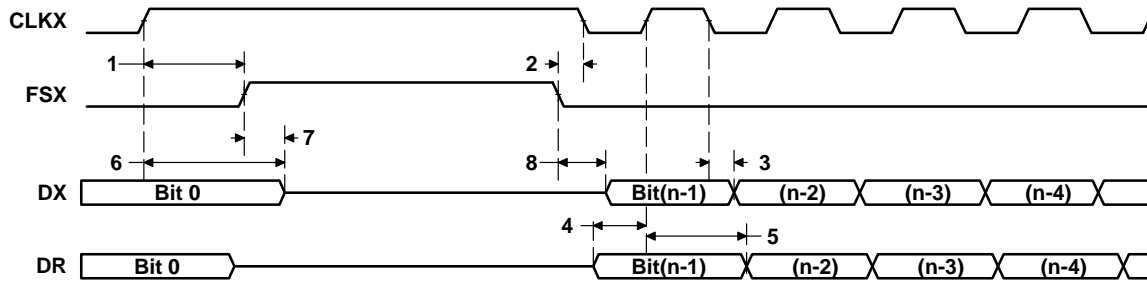 CLKX
1 2
FSX
7
6 8 3
DX Bit 0 Bit(n-1) (n-2) (n-3) (n-4)
4 5
DR Bit 0 Bit(n-1) (n-2) (n-3) (n-4)